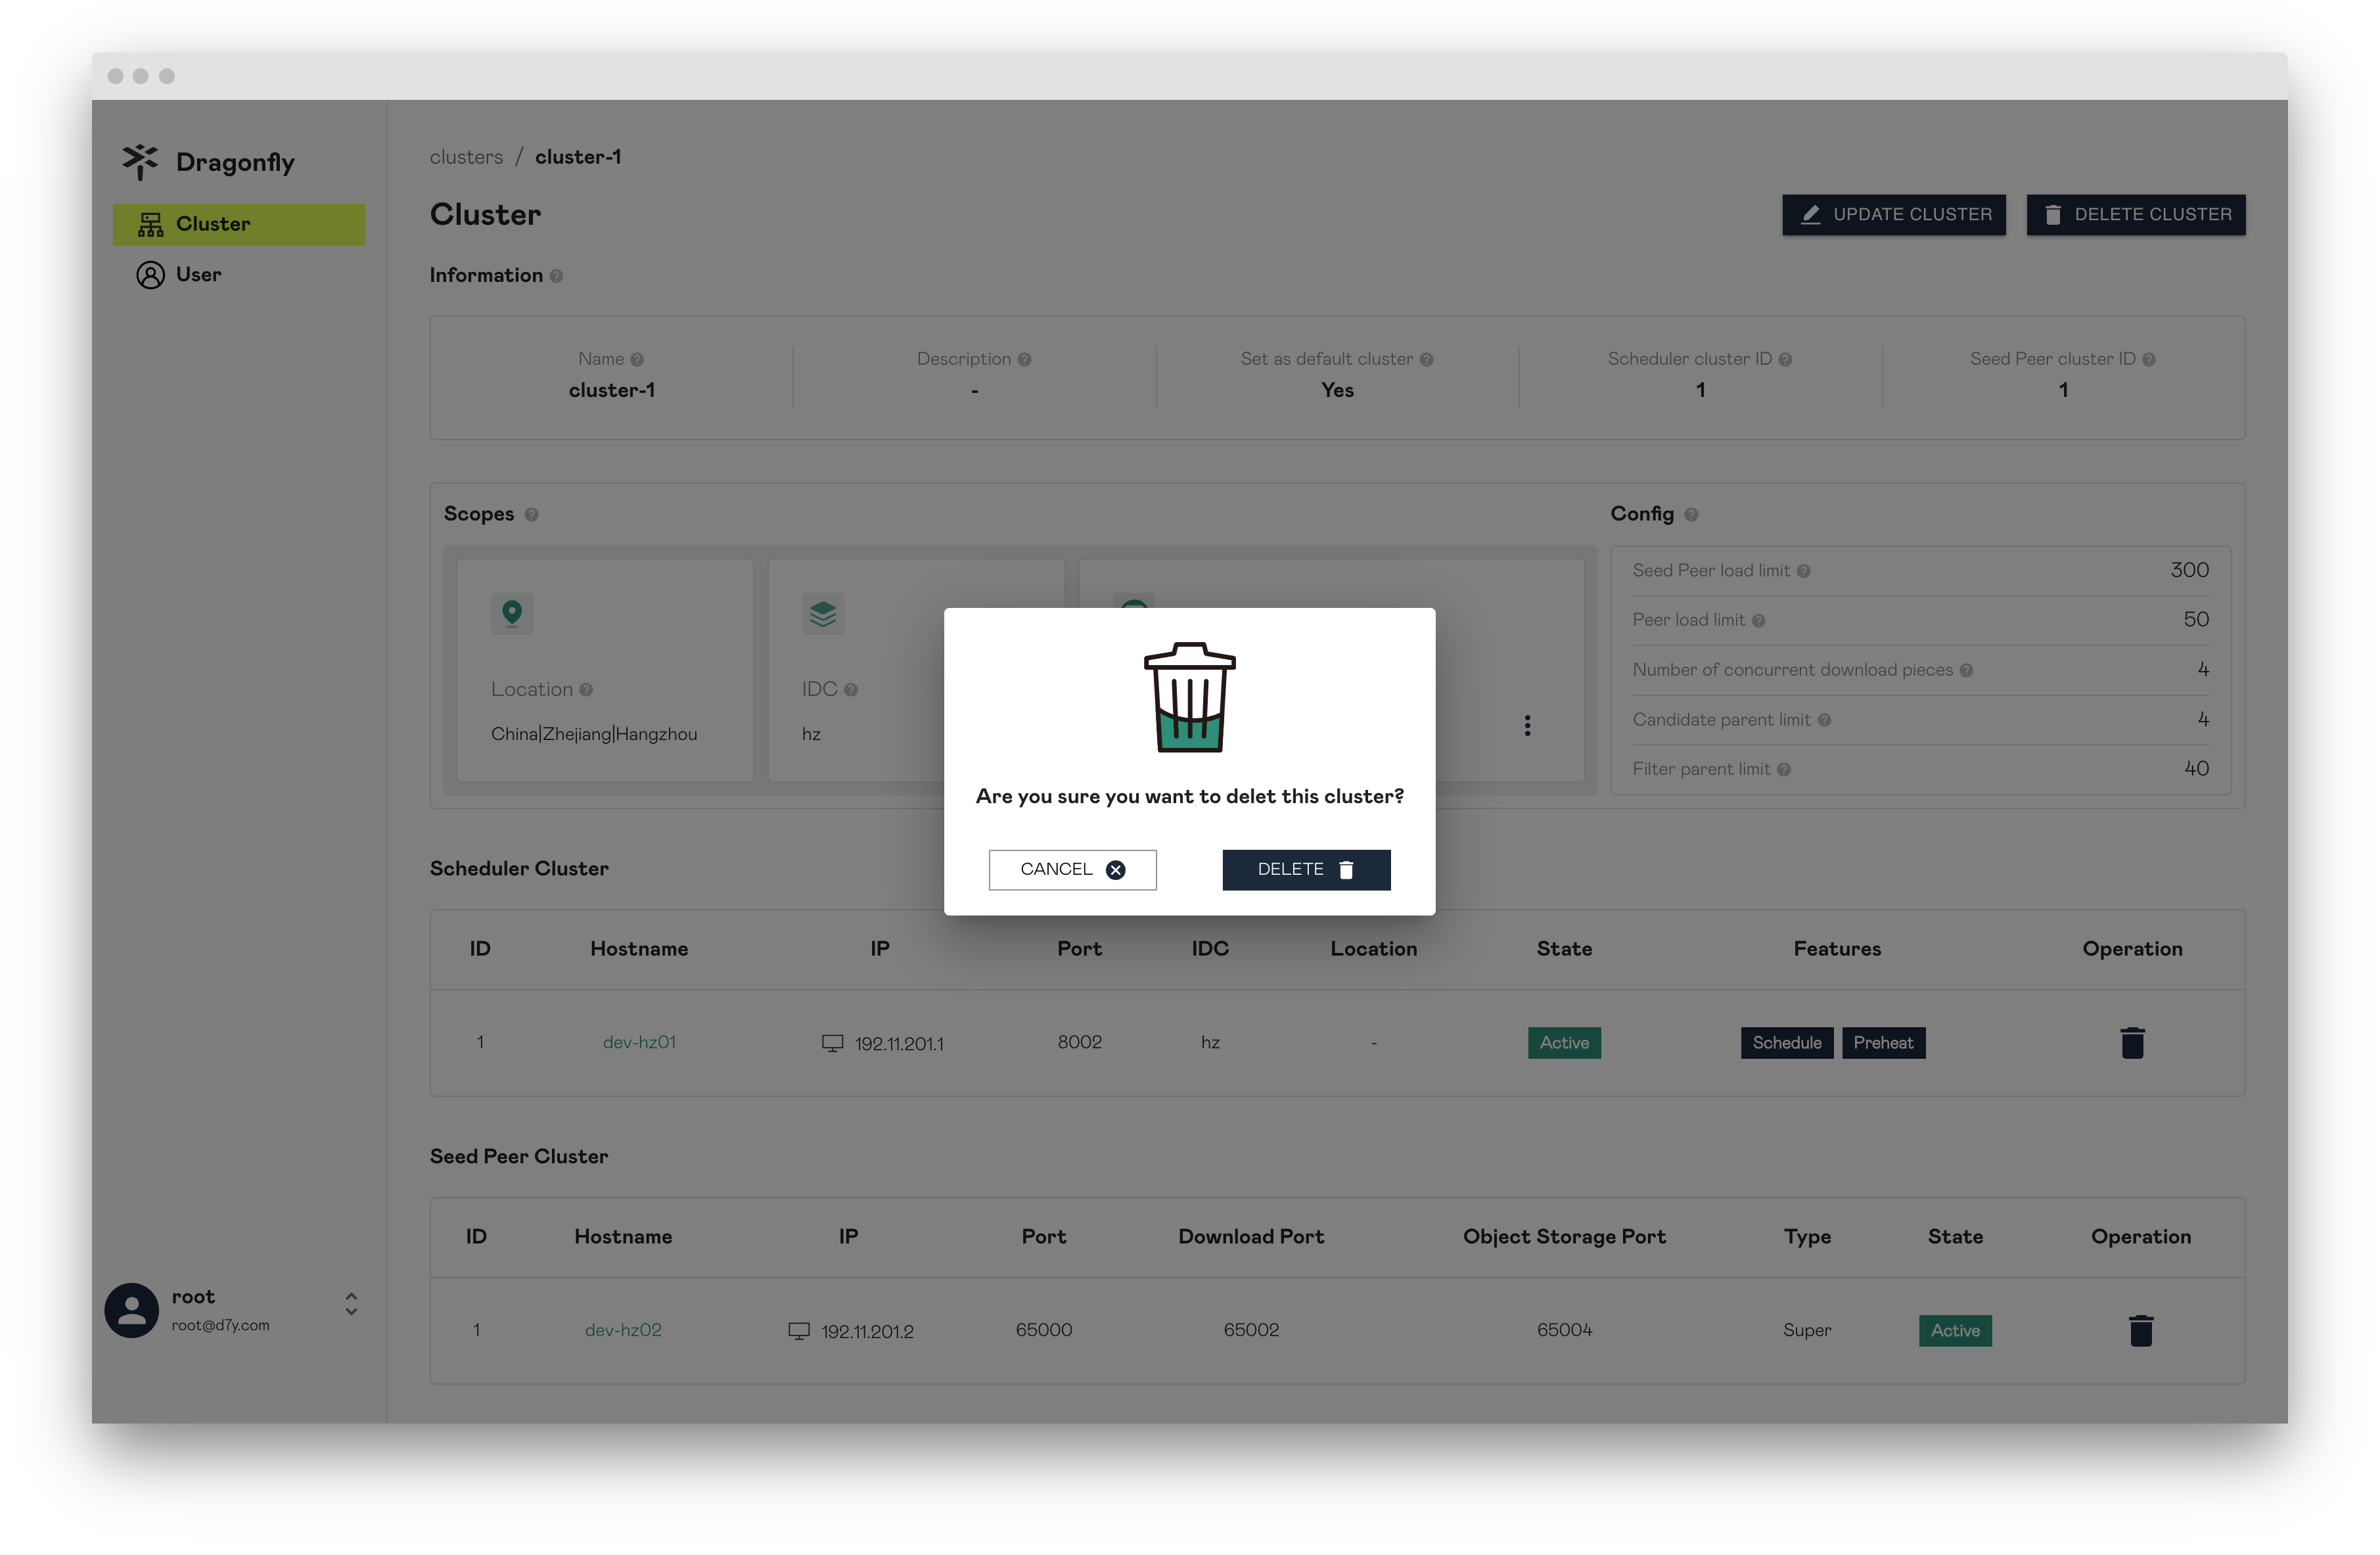 Dragonfly
Cluster
User
clusters / cluster-1
Cluster
UPDATE CLUSTER
DELETE CLUSTER
Information
Name
cluster-1
Description
-
Set as default cluster
Yes
Scheduler cluster ID
1
Seed Peer cluster ID
1
Scopes
Location
China|Zhejiang|Hangzhou
IDC
hz
Config
Seed Peer load limit 300
Peer load limit 50
Number of concurrent download pieces 4
Candidate parent limit 4
Filter parent limit 40
Are you sure you want to delet this cluster?
CANCEL
DELETE
Scheduler Cluster
ID Hostname IP Port IDC Location State Features Operation
1 dev-hz01 192.11.201.1 8002 hz - Active Schedule Preheat
Seed Peer Cluster
ID Hostname IP Port Download Port Object Storage Port Type State Operation
1 dev-hz02 192.11.201.2 65000 65002 65004 Super Active
root
root@d7y.com